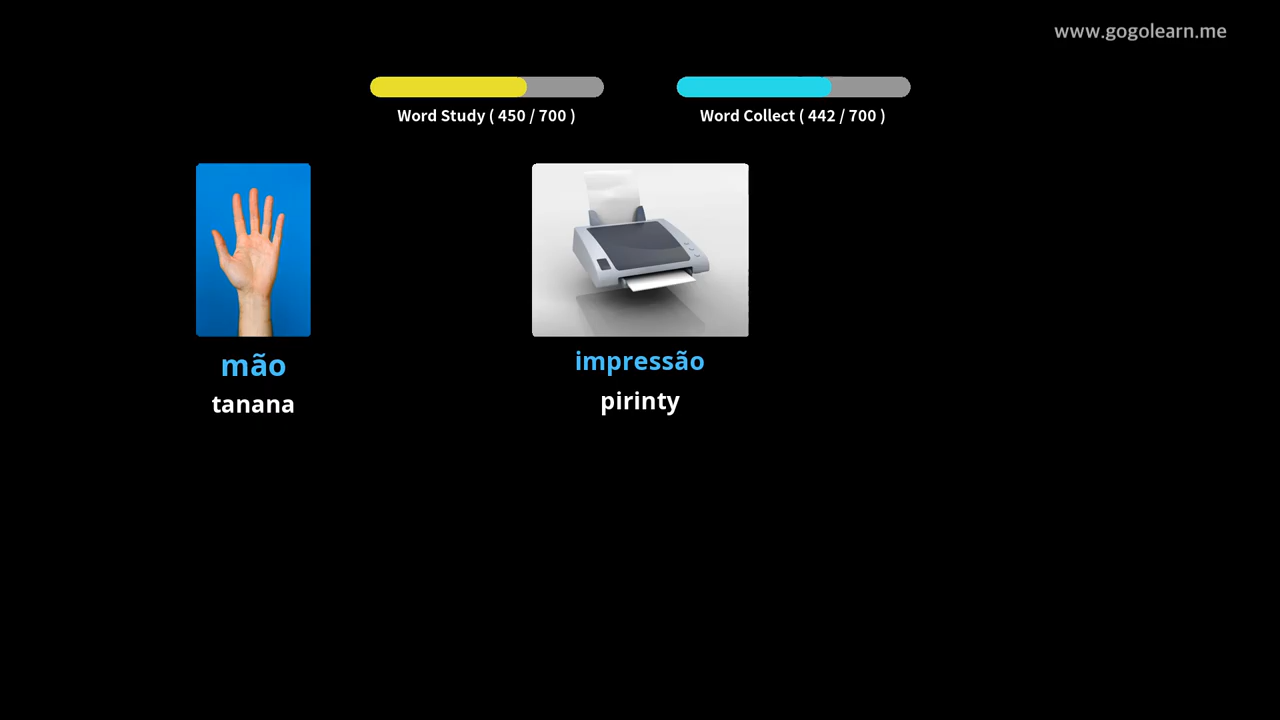 www.gogolearn.me
Word Study ( 450 / 700 )
Word Collect ( 442 / 700 )
mão
tanana
impressão
pirinty